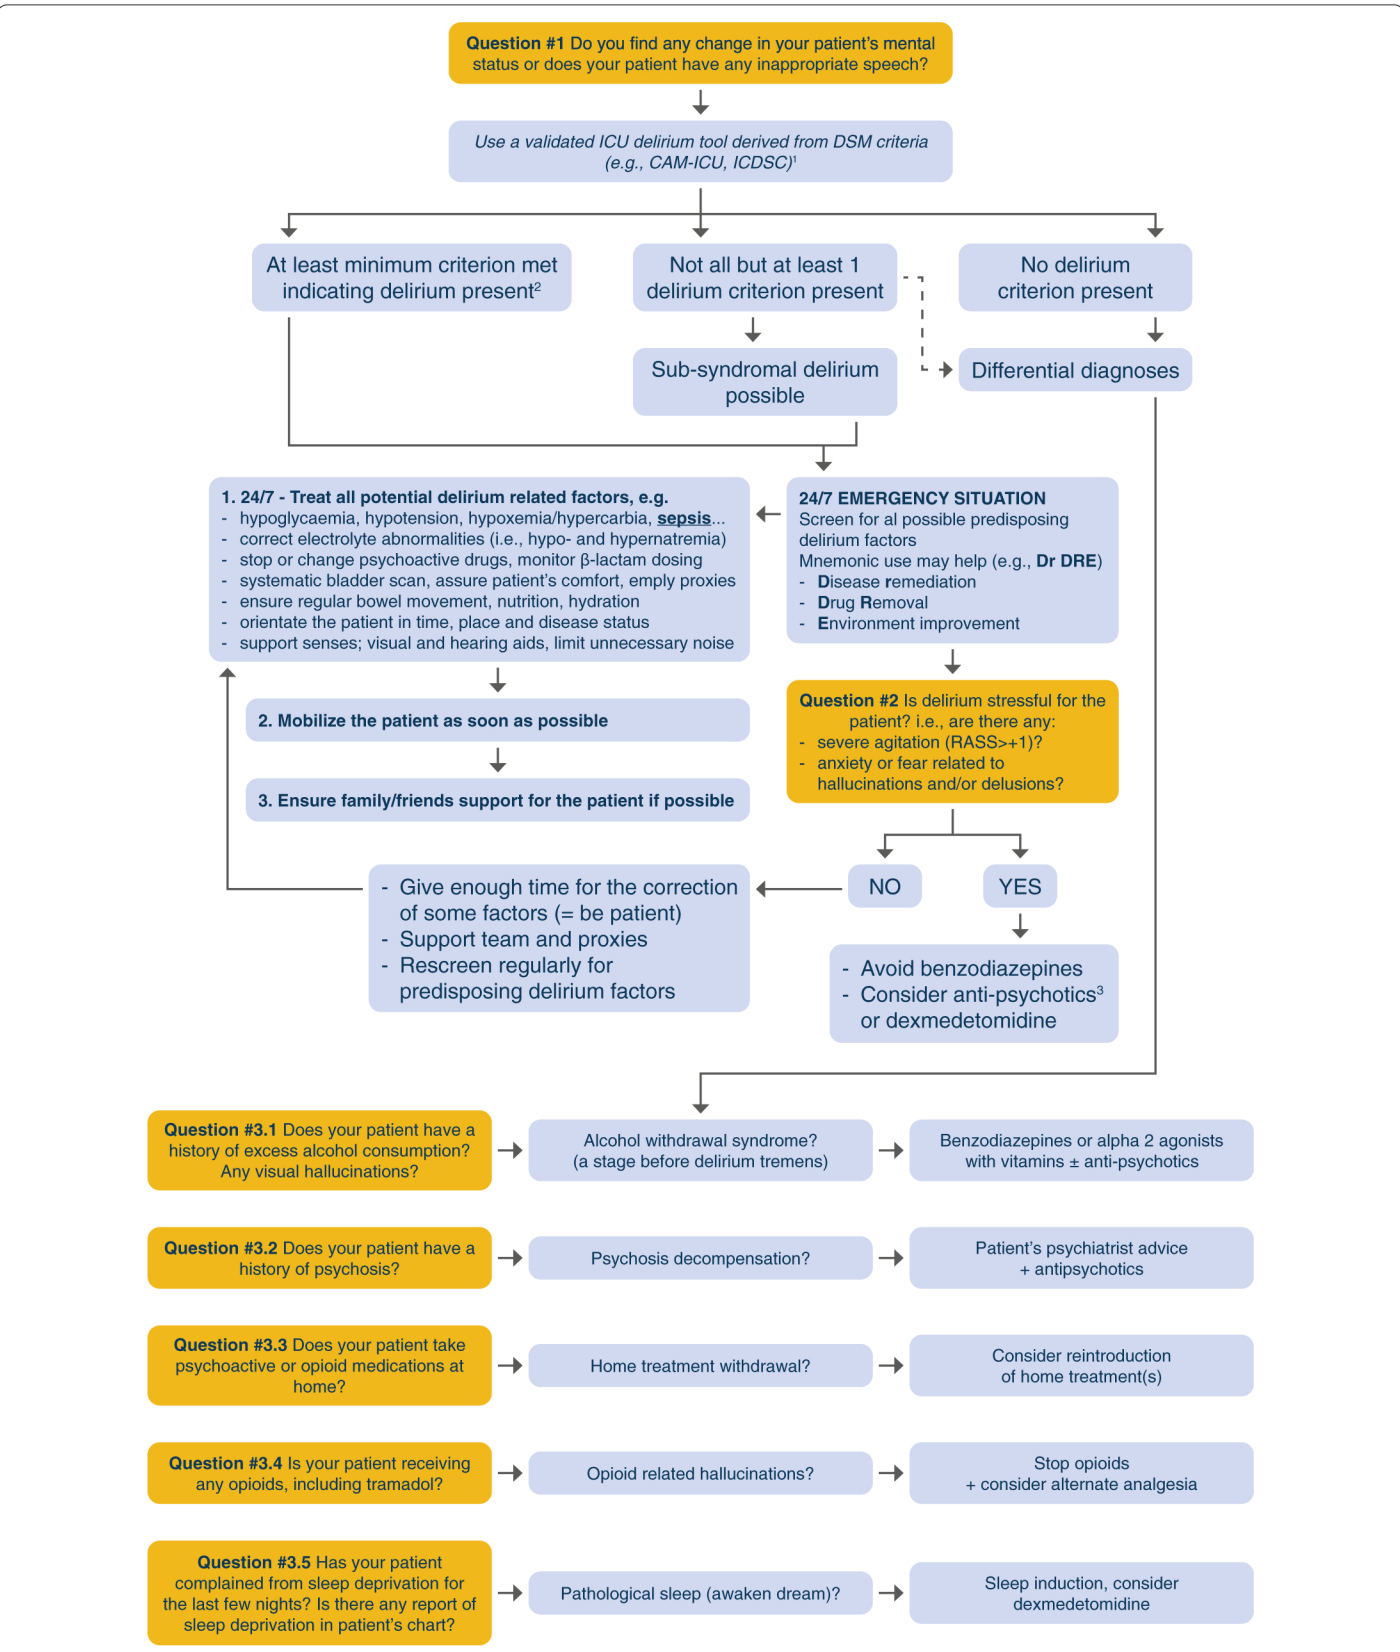 Question #1 Do you find any change in your patient's mental
status or does your patient have any inappropriate speech?
Use a validated ICU delirium tool derived from DSM criteria
(e.g., CAM-ICU, ICDSC)¹
At least minimum criterion met
indicating delirium present²
Not all but at least 1
delirium criterion present
No delirium
criterion present
Sub-syndromal delirium
possible
Differential diagnoses
1. 24/7 - Treat all potential delirium related factors, e.g.
- hypoglycaemia, hypotension, hypoxemia/hypercarbia, sepsis...
- correct electrolyte abnormalities (i.e., hypo- and hypernatremia)
- stop or change psychoactive drugs, monitor β-lactam dosing
- systematic bladder scan, assure patient's comfort, emply proxies
- ensure regular bowel movement, nutrition, hydration
- orientate the patient in time, place and disease status
- support senses; visual and hearing aids, limit unnecessary noise
24/7 EMERGENCY SITUATION
Screen for al possible predisposing
delirium factors
Mnemonic use may help (e.g., Dr DRE)
- Disease remediation
- Drug Removal
- Environment improvement
2. Mobilize the patient as soon as possible
3. Ensure family/friends support for the patient if possible
Question #2 Is delirium stressful for the
patient? i.e., are there any:
- severe agitation (RASS>+1)?
- anxiety or fear related to
hallucinations and/or delusions?
NO
YES
- Give enough time for the correction
of some factors (= be patient)
- Support team and proxies
- Rescreen regularly for
predisposing delirium factors
- Avoid benzodiazepines
- Consider anti-psychotics³
or dexmedetomidine
Question #3.1 Does your patient have a
history of excess alcohol consumption?
Any visual hallucinations?
Alcohol withdrawal syndrome?
(a stage before delirium tremens)
Benzodiazepines or alpha 2 agonists
with vitamins ± anti-psychotics
Question #3.2 Does your patient have a
history of psychosis?
Psychosis decompensation?
Patient's psychiatrist advice
+ antipsychotics
Question #3.3 Does your patient take
psychoactive or opioid medications at
home?
Home treatment withdrawal?
Consider reintroduction
of home treatment(s)
Question #3.4 Is your patient receiving
any opioids, including tramadol?
Opioid related hallucinations?
Stop opioids
+ consider alternate analgesia
Question #3.5 Has your patient
complained from sleep deprivation for
the last few nights? Is there any report of
sleep deprivation in patient's chart?
Pathological sleep (awaken dream)?
Sleep induction, consider
dexmedetomidine